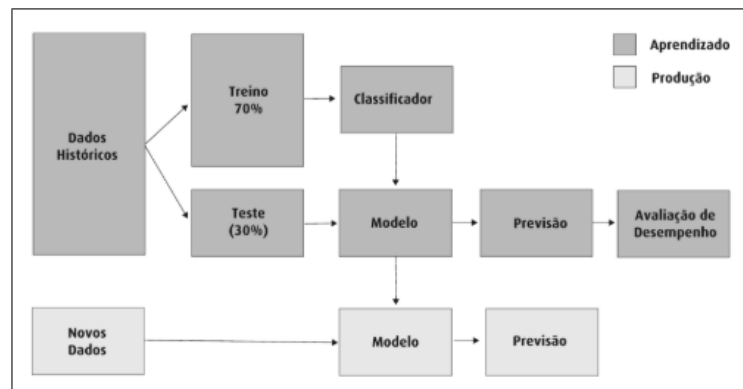 Aprendizado
Produção
Treino
70%
Classificador
Dados
Históricos
Teste
(30%)
Modelo
Previsão
Avaliação de
Desempenho
Novos
Dados
Modelo
Previsão